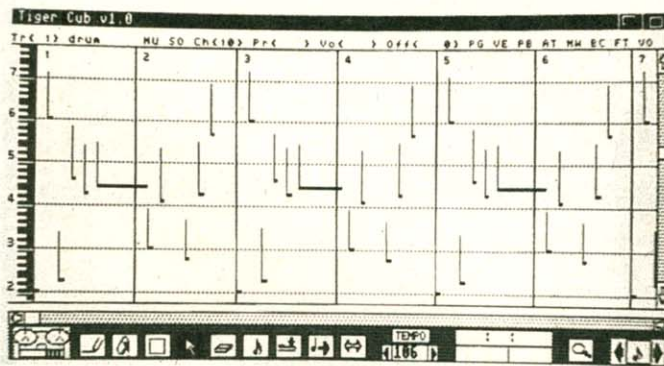 Tiger Cub v1.0
Tr< 1> drum MU SO Ch<10> Pr< > Vo< > Off< 0> PG VE PB AT MW BC FT VO
1 2 3 4 5 6 7
7
6
5
4
3
2
TEMPO
106
: :